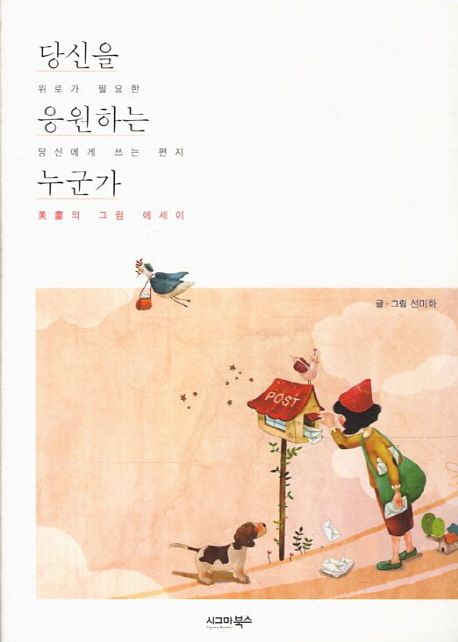 당신을
위로가 필요한
응원하는
당신에게 쓰는 편지
누군가
美畵의 그림 에세이
글·그림 선미화
POST
시그마북스